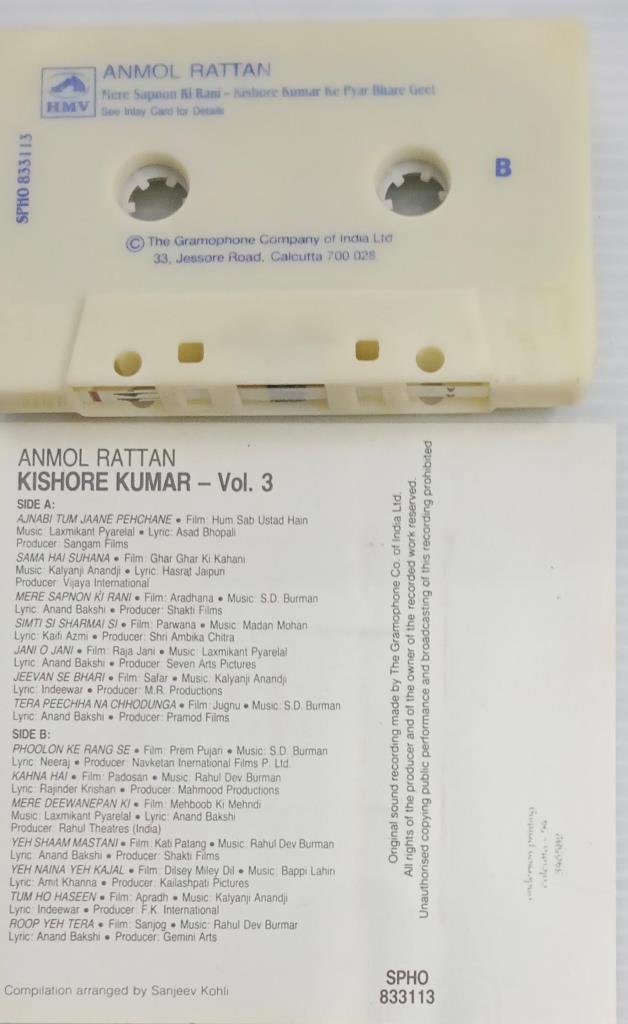 HMV
ANMOL RATTAN
Mere Sapnon Ki Rani – Kishore Kumar Ke Pyar Bhare Geet
See Inlay Card for Details
SPHO 833113
B
© The Gramophone Company of India Ltd
33, Jessore Road, Calcutta 700 028
ANMOL RATTAN
KISHORE KUMAR – Vol. 3
SIDE A:
AJNABI TUM JAANE PEHCHANE • Film: Hum Sab Ustad Hain
Music: Laxmikant Pyarelal • Lyric: Asad Bhopali
Producer: Sangam Films
SAMA HAI SUHANA • Film: Ghar Ghar Ki Kahani
Music: Kalyanji Anandji • Lyric: Hasrat Jaipuri
Producer: Vijaya International
MERE SAPNON KI RANI • Film: Aradhana • Music: S.D. Burman
Lyric: Anand Bakshi • Producer: Shakti Films
SIMTI SI SHARMAI SI • Film: Parwana • Music: Madan Mohan
Lyric: Kaifi Azmi • Producer: Shri Ambika Chitra
JANI O JANI • Film: Raja Jani • Music: Laxmikant Pyarelal
Lyric: Anand Bakshi • Producer: Seven Arts Pictures
JEEVAN SE BHARI • Film: Safar • Music: Kalyanji Anandji
Lyric: Indeewar • Producer: M.R. Productions
TERA PEECHHA NA CHHODUNGA • Film: Jugnu • Music: S.D. Burman
Lyric: Anand Bakshi • Producer: Pramod Films
SIDE B:
PHOOLON KE RANG SE • Film: Prem Pujari • Music: S.D. Burman
Lyric: Neeraj • Producer: Navketan Inernational Films P. Ltd.
KAHNA HAI • Film: Padosan • Music: Rahul Dev Burman
Lyric: Rajinder Krishan • Producer: Mahmood Productions
MERE DEEWANEPAN KI • Film: Mehboob Ki Mehndi
Music: Laxmikant Pyarelal • Lyric: Anand Bakshi
Producer: Rahul Theatres (India)
YEH SHAAM MASTANI • Film: Kati Patang • Music: Rahul Dev Burman
Lyric: Anand Bakshi • Producer: Shakti Films
YEH NAINA YEH KAJAL • Film: Dilsey Miley Dil • Music: Bappi Lahiri
Lyric: Amit Khanna • Producer: Kailashpati Pictures
TUM HO HASEEN • Film: Apradh • Music: Kalyanji Anandji
Lyric: Indeewar • Producer: F.K. International
ROOP YEH TERA • Film: Sanjog • Music: Rahul Dev Burman
Lyric: Anand Bakshi • Producer: Gemini Arts
Compilation arranged by Sanjeev Kohli
Original sound recording made by The Gramophone Co. of India Ltd.
All rights of the producer and of the owner of the recorded work reserved.
Unauthorised copying public performance and broadcasting of this recording prohibited
SPHO
833113